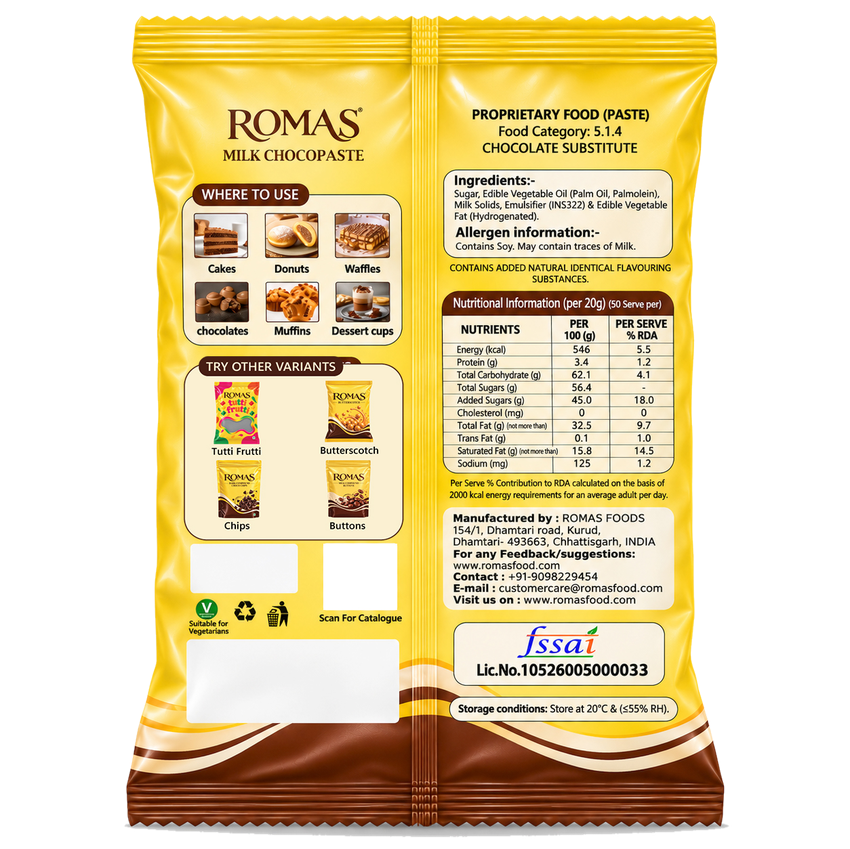 ROMAS®
MILK CHOCOPASTE
WHERE TO USE
Cakes
Donuts
Waffles
chocolates
Muffins
Dessert cups
TRY OTHER VARIANTS
ROMAS
tutti
frutti
Tutti Frutti
ROMAS
Butterscotch
ROMAS
Chips
ROMAS
Buttons
V
Suitable for
Vegetarians
Scan For Catalogue
PROPRIETARY FOOD (PASTE)
Food Category: 5.1.4
CHOCOLATE SUBSTITUTE
Ingredients:-
Sugar, Edible Vegetable Oil (Palm Oil, Palmolein),
Milk Solids, Emulsifier (INS322) & Edible Vegetable
Fat (Hydrogenated).
Allergen information:-
Contains Soy. May contain traces of Milk.
CONTAINS ADDED NATURAL IDENTICAL FLAVOURING
SUBSTANCES.
Nutritional Information (per 20g) (50 Serve per)
NUTRIENTS PER 100 (g) PER SERVE % RDA
Energy (kcal) 546 5.5
Protein (g) 3.4 1.2
Total Carbohydrate (g) 62.1 4.1
Total Sugars (g) 56.4 -
Added Sugars (g) 45.0 18.0
Cholesterol (mg) 0 0
Total Fat (g) (not more than) 32.5 9.7
Trans Fat (g) 0.1 1.0
Saturated Fat (g) (not more than) 15.8 14.5
Sodium (mg) 125 1.2
Per Serve % Contribution to RDA calculated on the basis of
2000 kcal energy requirements for an average adult per day.
Manufactured by : ROMAS FOODS
154/1, Dhamtari road, Kurud,
Dhamtari- 493663, Chhattisgarh, INDIA
For any Feedback/suggestions:
www.romasfood.com
Contact : +91-9098229454
E-mail : customercare@romasfood.com
Visit us on : www.romasfood.com
fssai
Lic.No.10526005000033
Storage conditions: Store at 20°C & (≤55% RH).